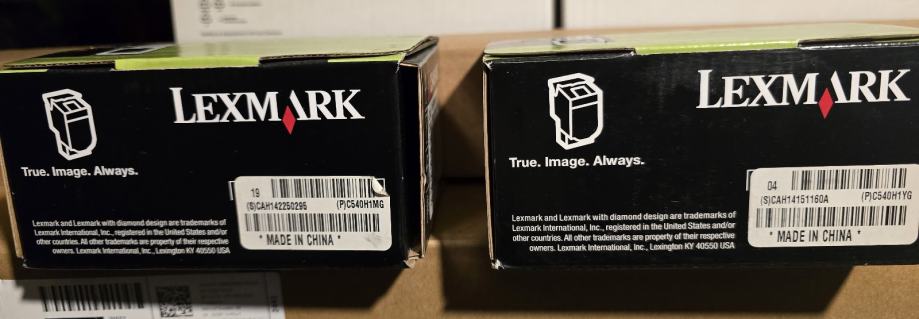 LEXMARK
True. Image. Always.
19
(S)CAH142250295 (P)C540H1MG
* MADE IN CHINA *
Lexmark and Lexmark with diamond design are trademarks of
Lexmark International, Inc., registered in the United States and/or
other countries. All other trademarks are property of their respective
owners. Lexmark International, Inc., Lexington KY 40550 USA
LEXMARK
True. Image. Always.
04
(S)CAH14151160A (P)C540H1YG
* MADE IN CHINA *
Lexmark and Lexmark with diamond design are trademarks of
Lexmark International, Inc., registered in the United States and/or
other countries. All other trademarks are property of their respective
owners. Lexmark International, Inc., Lexington KY 40550 USA